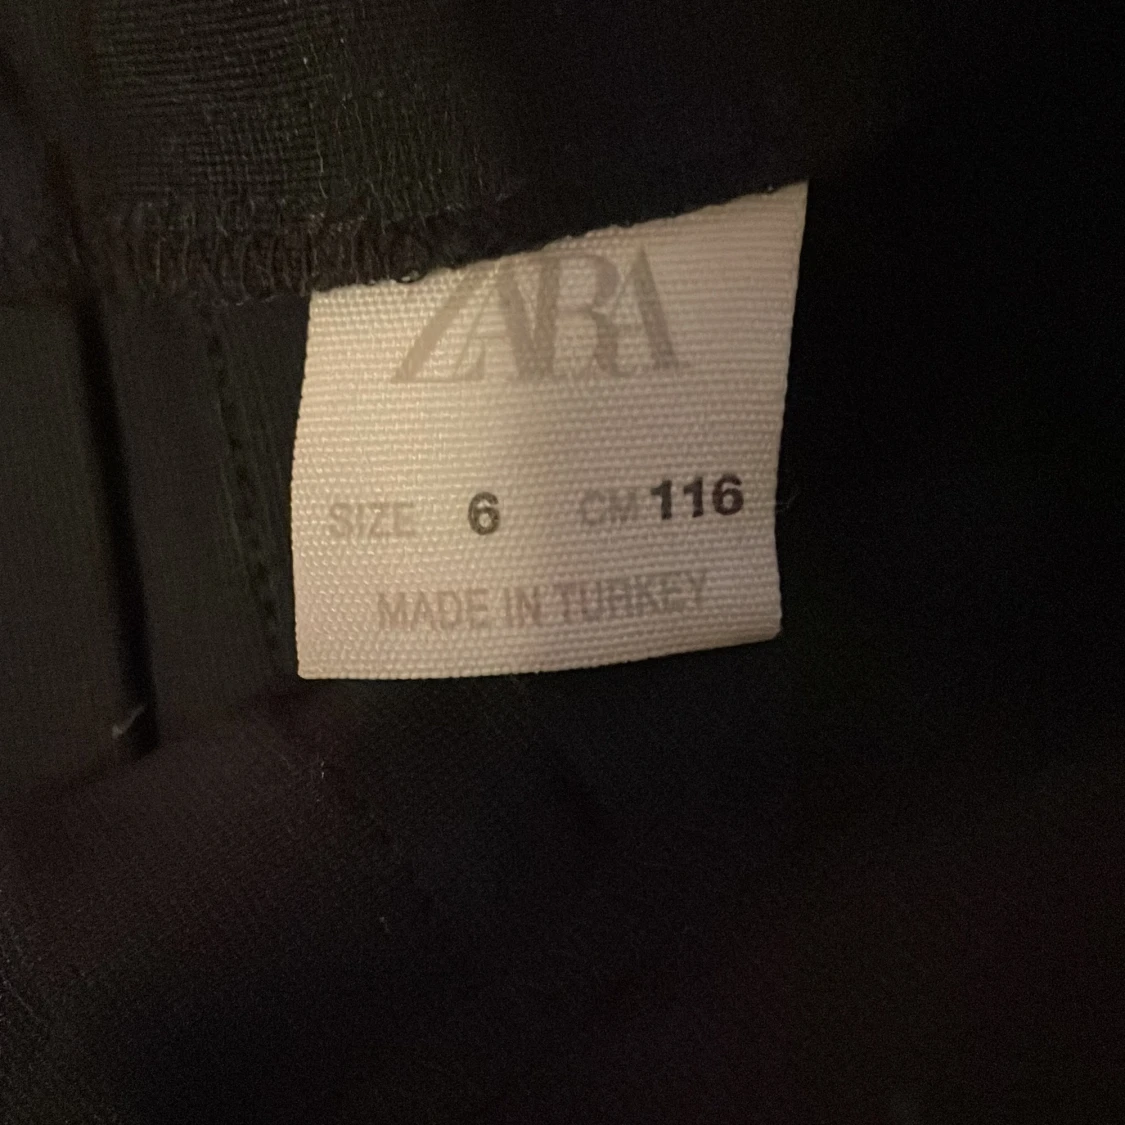 ZARA
SIZE 6 CM 116
MADE IN TURKEY